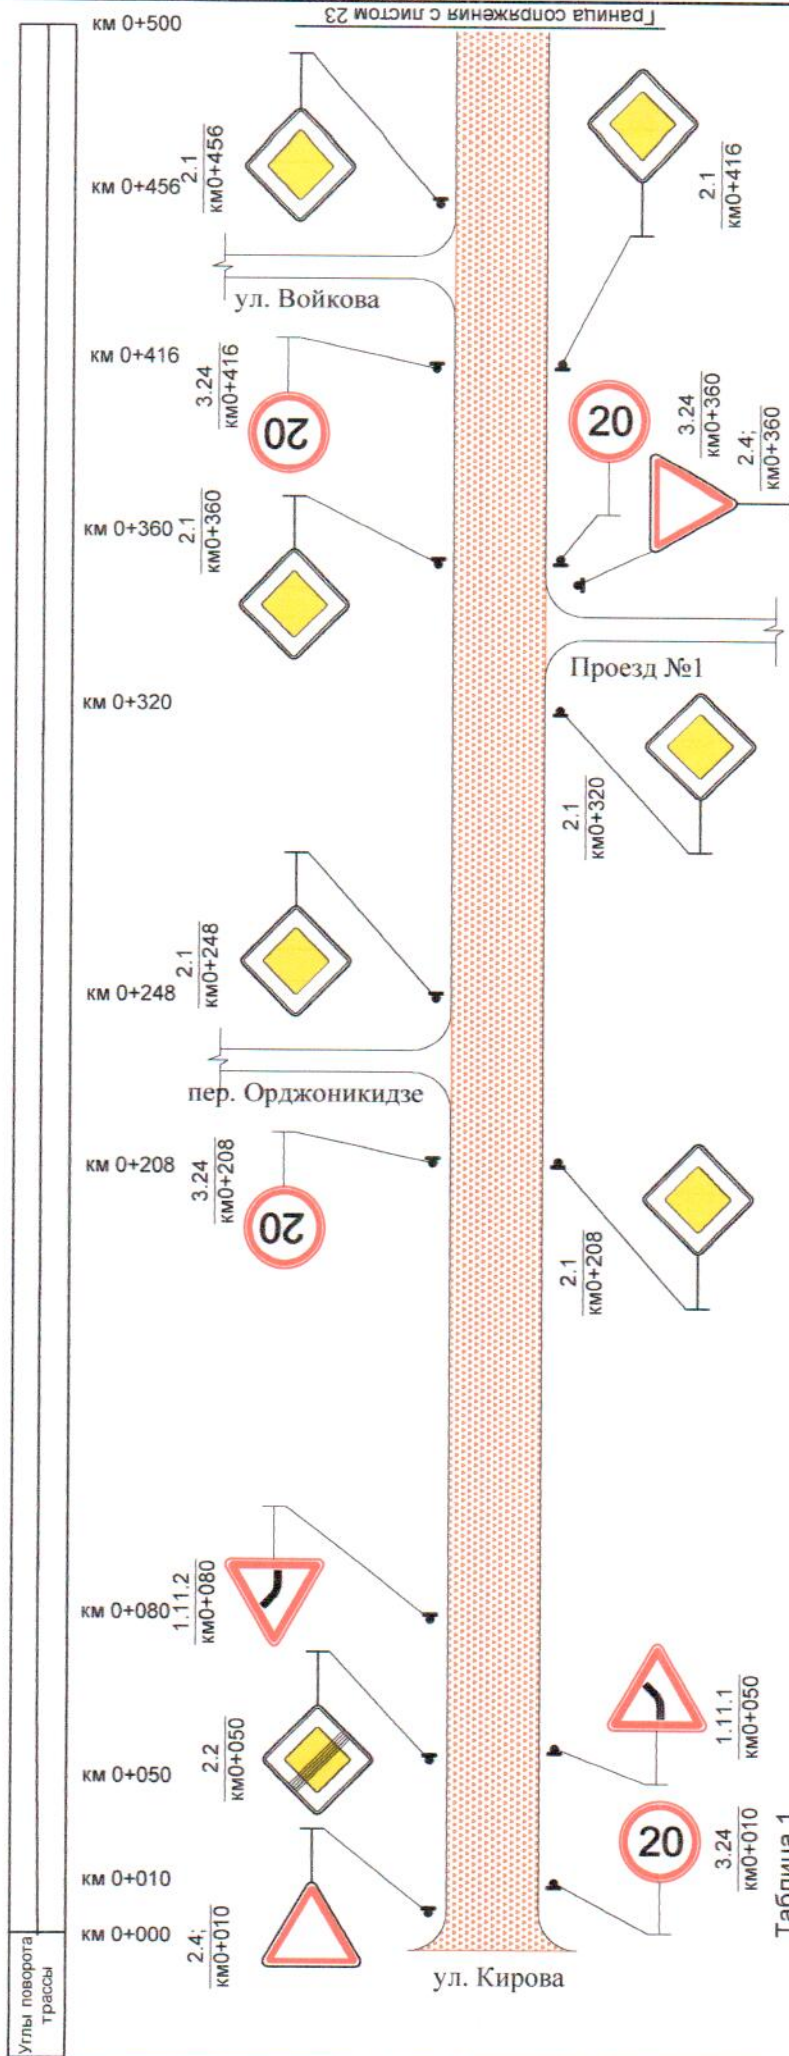 Граница сопряжения с листом 23
км 0+500
2.1
км0+456
км 0+456
2.1
км0+416
ул. Войкова
км 0+416
3.24
км0+416
20
20
3.24
км0+360
2.4;
км0+360
км 0+360
2.1
км0+360
Проезд №1
км 0+320
2.1
км0+320
2.1
км0+248
км 0+248
пер. Орджоникидзе
км 0+208
3.24
км0+208
20
2.1
км0+208
км 0+080
1.11.2
км0+080
1.11.1
км0+050
2.2
км0+050
км 0+050
20
3.24
км0+010
км 0+010
км 0+000
2.4;
км0+010
Таблица 1
Углы поворота
трассы
ул. Кирова